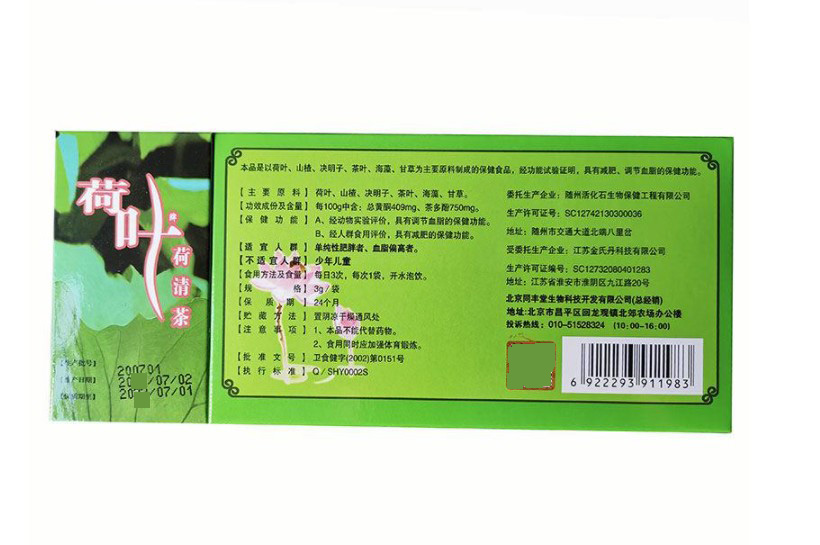 荷叶
牌
荷清茶
【生产批号】 200701
【生产日期】 /07/02
/07/01
本品是以荷叶、山楂、决明子、茶叶、海藻、甘草为主要原料制成的保健食品，经功能试验证明，具有减肥、调节血脂的保健功能。
【主要原料】 荷叶、山楂、决明子、茶叶、海藻、甘草。
【功效成份及含量】 每100g中含：总黄酮409mg、茶多酚750mg。
【保健功能】 A、经动物实验评价，具有调节血脂的保健功能。
B、经人群食用评价，具有减肥的保健功能。
【适宜人群】 单纯性肥胖者、血脂偏高者。
【不适宜人群】 少年儿童
【食用方法及食量】 每日3次，每次1袋，开水泡饮。
【规格】 3g／袋
【保质期】 24个月
【贮藏方法】 置阴凉干燥通风处
【注意事项】 1、本品不能代替药物。
2、食用同时应加强体育锻炼。
【批准文号】 卫食健字(2002)第0151号
【执行标准】 Q／SHY0002S
委托生产企业：随州活化石生物保健工程有限公司
生产许可证号：SC12742130300036
地址：随州市交通大道北端八里岔
受委托生产企业：江苏金氏丹科技有限公司
生产许可证编号：SC12732080401283
地址：江苏省淮安市淮阴区九江路20号
北京同丰堂生物科技开发有限公司(总经销)
地址:北京市昌平区回龙观镇北郊农场办公楼
投诉热线：010-51528324 (10:00-16:00)
6 922293 911983